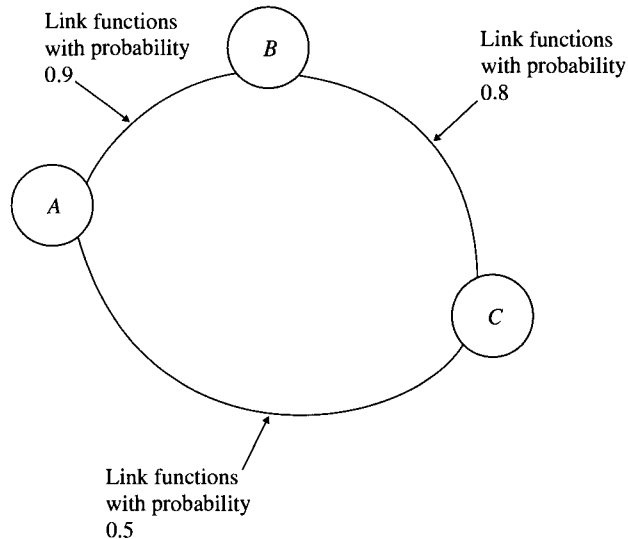 Link functions
with probability
0.9
B
Link functions
with probability
0.8
A
C
Link functions
with probability
0.5